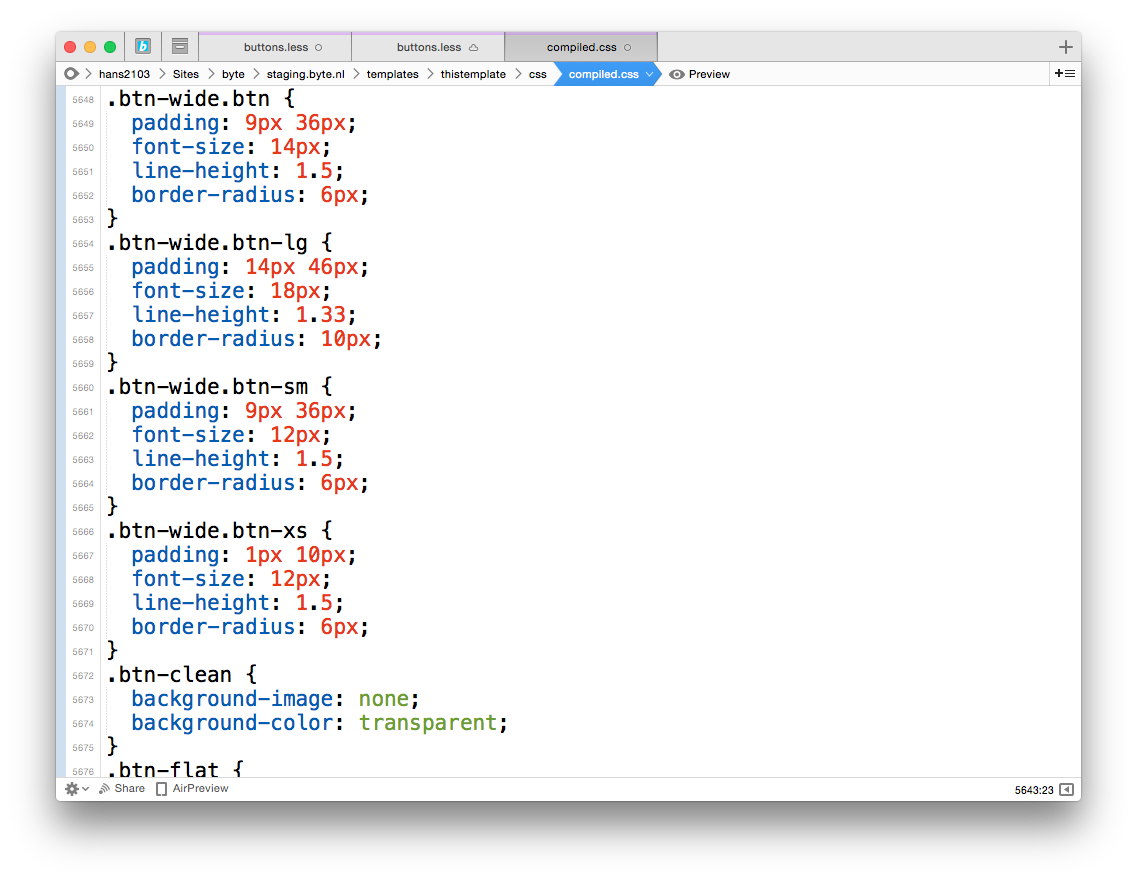 buttons.less
buttons.less
compiled.css
hans2103 Sites byte staging.byte.nl templates thistemplate css compiled.css Preview
5648 .btn-wide.btn {
5649 padding: 9px 36px;
5650 font-size: 14px;
5651 line-height: 1.5;
5652 border-radius: 6px;
5653 }
5654 .btn-wide.btn-lg {
5655 padding: 14px 46px;
5656 font-size: 18px;
5657 line-height: 1.33;
5658 border-radius: 10px;
5659 }
5660 .btn-wide.btn-sm {
5661 padding: 9px 36px;
5662 font-size: 12px;
5663 line-height: 1.5;
5664 border-radius: 6px;
5665 }
5666 .btn-wide.btn-xs {
5667 padding: 1px 10px;
5668 font-size: 12px;
5669 line-height: 1.5;
5670 border-radius: 6px;
5671 }
5672 .btn-clean {
5673 background-image: none;
5674 background-color: transparent;
5675 }
5676 .btn-flat {
Share AirPreview 5643:23